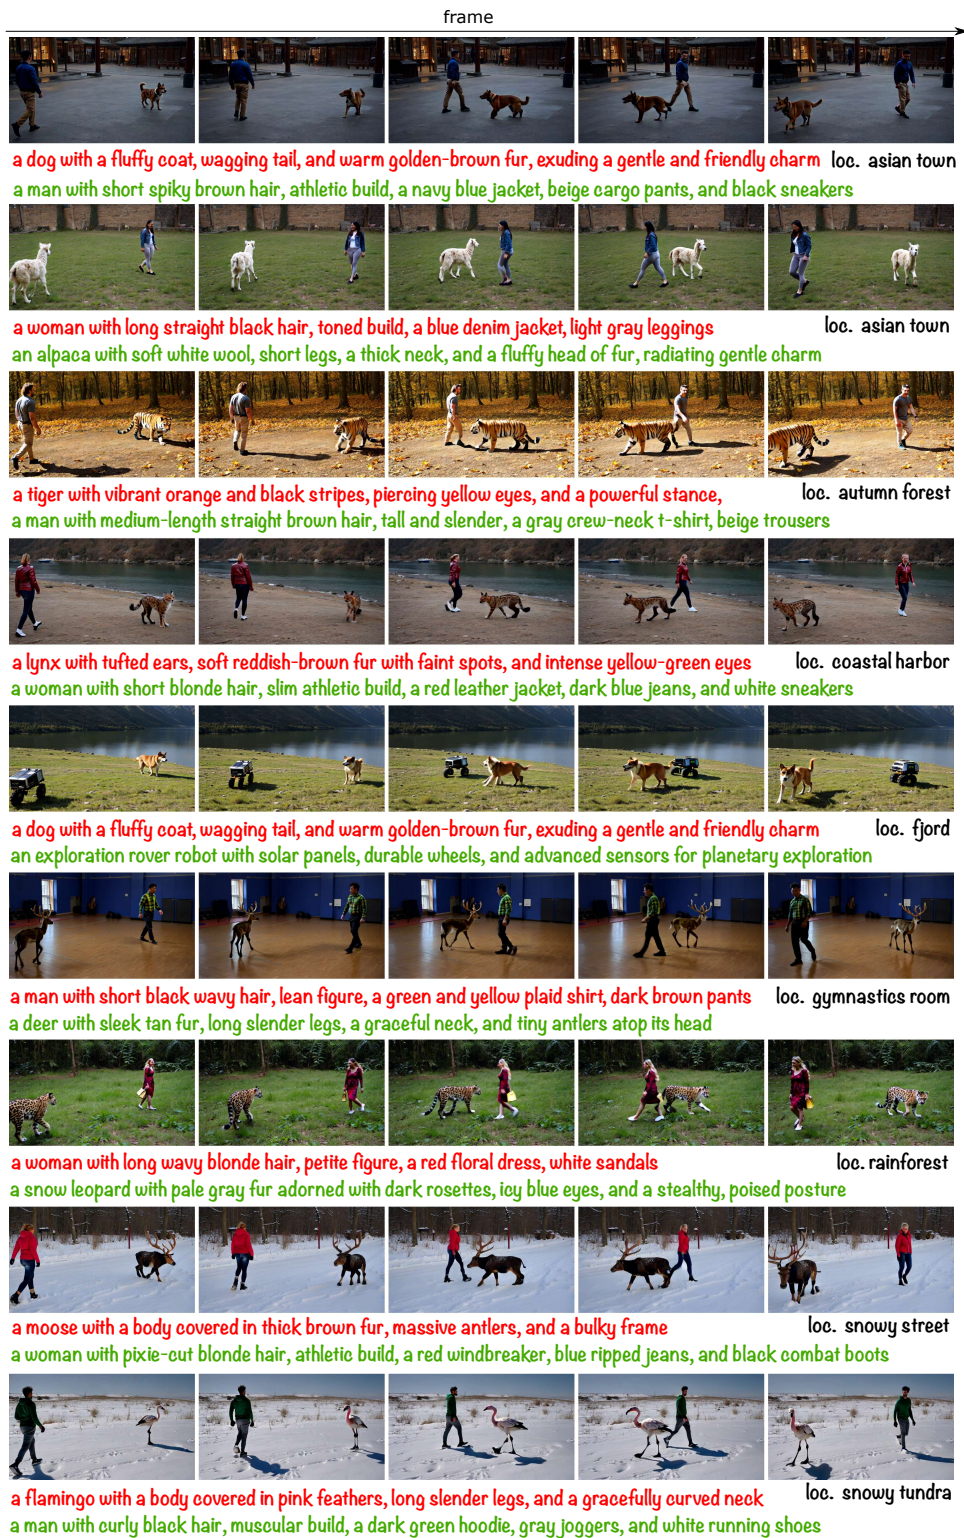 frame
a dog with a fluffy coat, wagging tail, and warm golden-brown fur, exuding a gentle and friendly charm loc. asian town
a man with short spiky brown hair, athletic build, a navy blue jacket, beige cargo pants, and black sneakers
a woman with long straight black hair, toned build, a blue denim jacket, light gray leggings loc. asian town
an alpaca with soft white wool, short legs, a thick neck, and a fluffy head of fur, radiating gentle charm
a tiger with vibrant orange and black stripes, piercing yellow eyes, and a powerful stance, loc. autumn forest
a man with medium-length straight brown hair, tall and slender, a gray crew-neck t-shirt, beige trousers
a lynx with tufted ears, soft reddish-brown fur with faint spots, and intense yellow-green eyes loc. coastal harbor
a woman with short blonde hair, slim athletic build, a red leather jacket, dark blue jeans, and white sneakers
a dog with a fluffy coat, wagging tail, and warm golden-brown fur, exuding a gentle and friendly charm loc. fjord
an exploration rover robot with solar panels, durable wheels, and advanced sensors for planetary exploration
a man with short black wavy hair, lean figure, a green and yellow plaid shirt, dark brown pants loc. gymnastics room
a deer with sleek tan fur, long slender legs, a graceful neck, and tiny antlers atop its head
a woman with long wavy blonde hair, petite figure, a red floral dress, white sandals loc. rainforest
a snow leopard with pale gray fur adorned with dark rosettes, icy blue eyes, and a stealthy, poised posture
a moose with a body covered in thick brown fur, massive antlers, and a bulky frame loc. snowy street
a woman with pixie-cut blonde hair, athletic build, a red windbreaker, blue ripped jeans, and black combat boots
a flamingo with a body covered in pink feathers, long slender legs, and a gracefully curved neck loc. snowy tundra
a man with curly black hair, muscular build, a dark green hoodie, gray joggers, and white running shoes